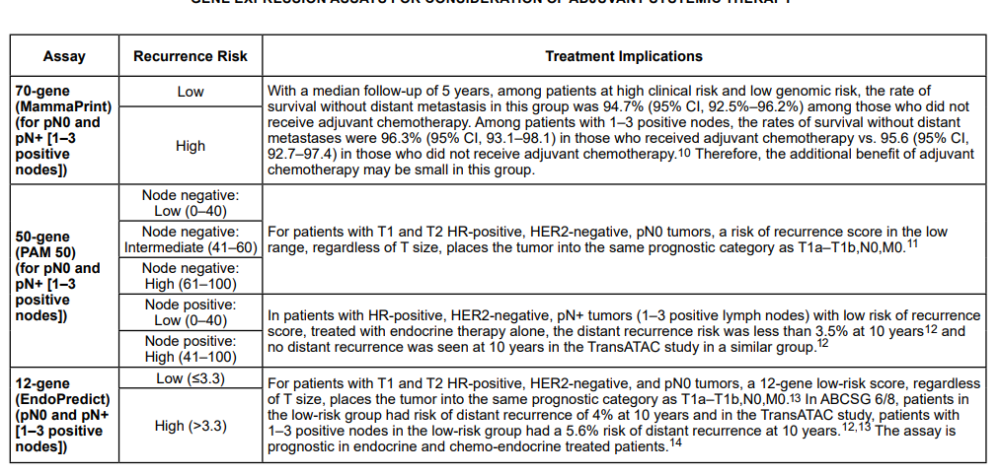 GENE EXPRESSION ASSAYS FOR CONSIDERATION OF ADJUVANT SYSTEMIC THERAPY
Assay
Recurrence Risk
Treatment Implications
70-gene
(MammaPrint)
(for pN0 and
pN+ [1–3
positive
nodes])
Low
High
With a median follow-up of 5 years, among patients at high clinical risk and low genomic risk, the rate of
survival without distant metastasis in this group was 94.7% (95% CI, 92.5%–96.2%) among those who did not
receive adjuvant chemotherapy. Among patients with 1–3 positive nodes, the rates of survival without distant
metastases were 96.3% (95% CI, 93.1–98.1) in those who received adjuvant chemotherapy vs. 95.6 (95% CI,
92.7–97.4) in those who did not receive adjuvant chemotherapy.10 Therefore, the additional benefit of adjuvant
chemotherapy may be small in this group.
50-gene
(PAM 50)
(for pN0 and
pN+ [1–3
positive
nodes])
Node negative:
Low (0–40)
Node negative:
Intermediate (41–60)
Node negative:
High (61–100)
For patients with T1 and T2 HR-positive, HER2-negative, pN0 tumors, a risk of recurrence score in the low
range, regardless of T size, places the tumor into the same prognostic category as T1a–T1b,N0,M0.11
Node positive:
Low (0–40)
Node positive:
High (41–100)
In patients with HR-positive, HER2-negative, pN+ tumors (1–3 positive lymph nodes) with low risk of recurrence
score, treated with endocrine therapy alone, the distant recurrence risk was less than 3.5% at 10 years12 and
no distant recurrence was seen at 10 years in the TransATAC study in a similar group.12
12-gene
(EndoPredict)
(pN0 and pN+
[1–3 positive
nodes])
Low (≤3.3)
High (>3.3)
For patients with T1 and T2 HR-positive, HER2-negative, and pN0 tumors, a 12-gene low-risk score, regardless
of T size, places the tumor into the same prognostic category as T1a–T1b,N0,M0.13 In ABCSG 6/8, patients in
the low-risk group had risk of distant recurrence of 4% at 10 years and in the TransATAC study, patients with
1–3 positive nodes in the low-risk group had a 5.6% risk of distant recurrence at 10 years.12,13 The assay is
prognostic in endocrine and chemo-endocrine treated patients.14